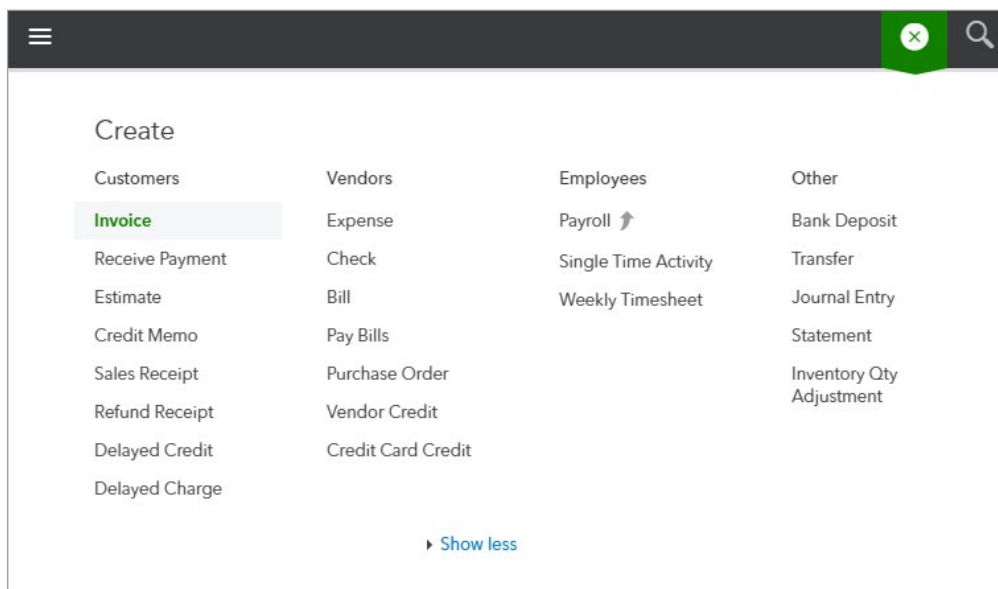 Create
Customers
Invoice
Receive Payment
Estimate
Credit Memo
Sales Receipt
Refund Receipt
Delayed Credit
Delayed Charge
Vendors
Expense
Check
Bill
Pay Bills
Purchase Order
Vendor Credit
Credit Card Credit
Employees
Payroll
Single Time Activity
Weekly Timesheet
Other
Bank Deposit
Transfer
Journal Entry
Statement
Inventory Qty
Adjustment
Show less